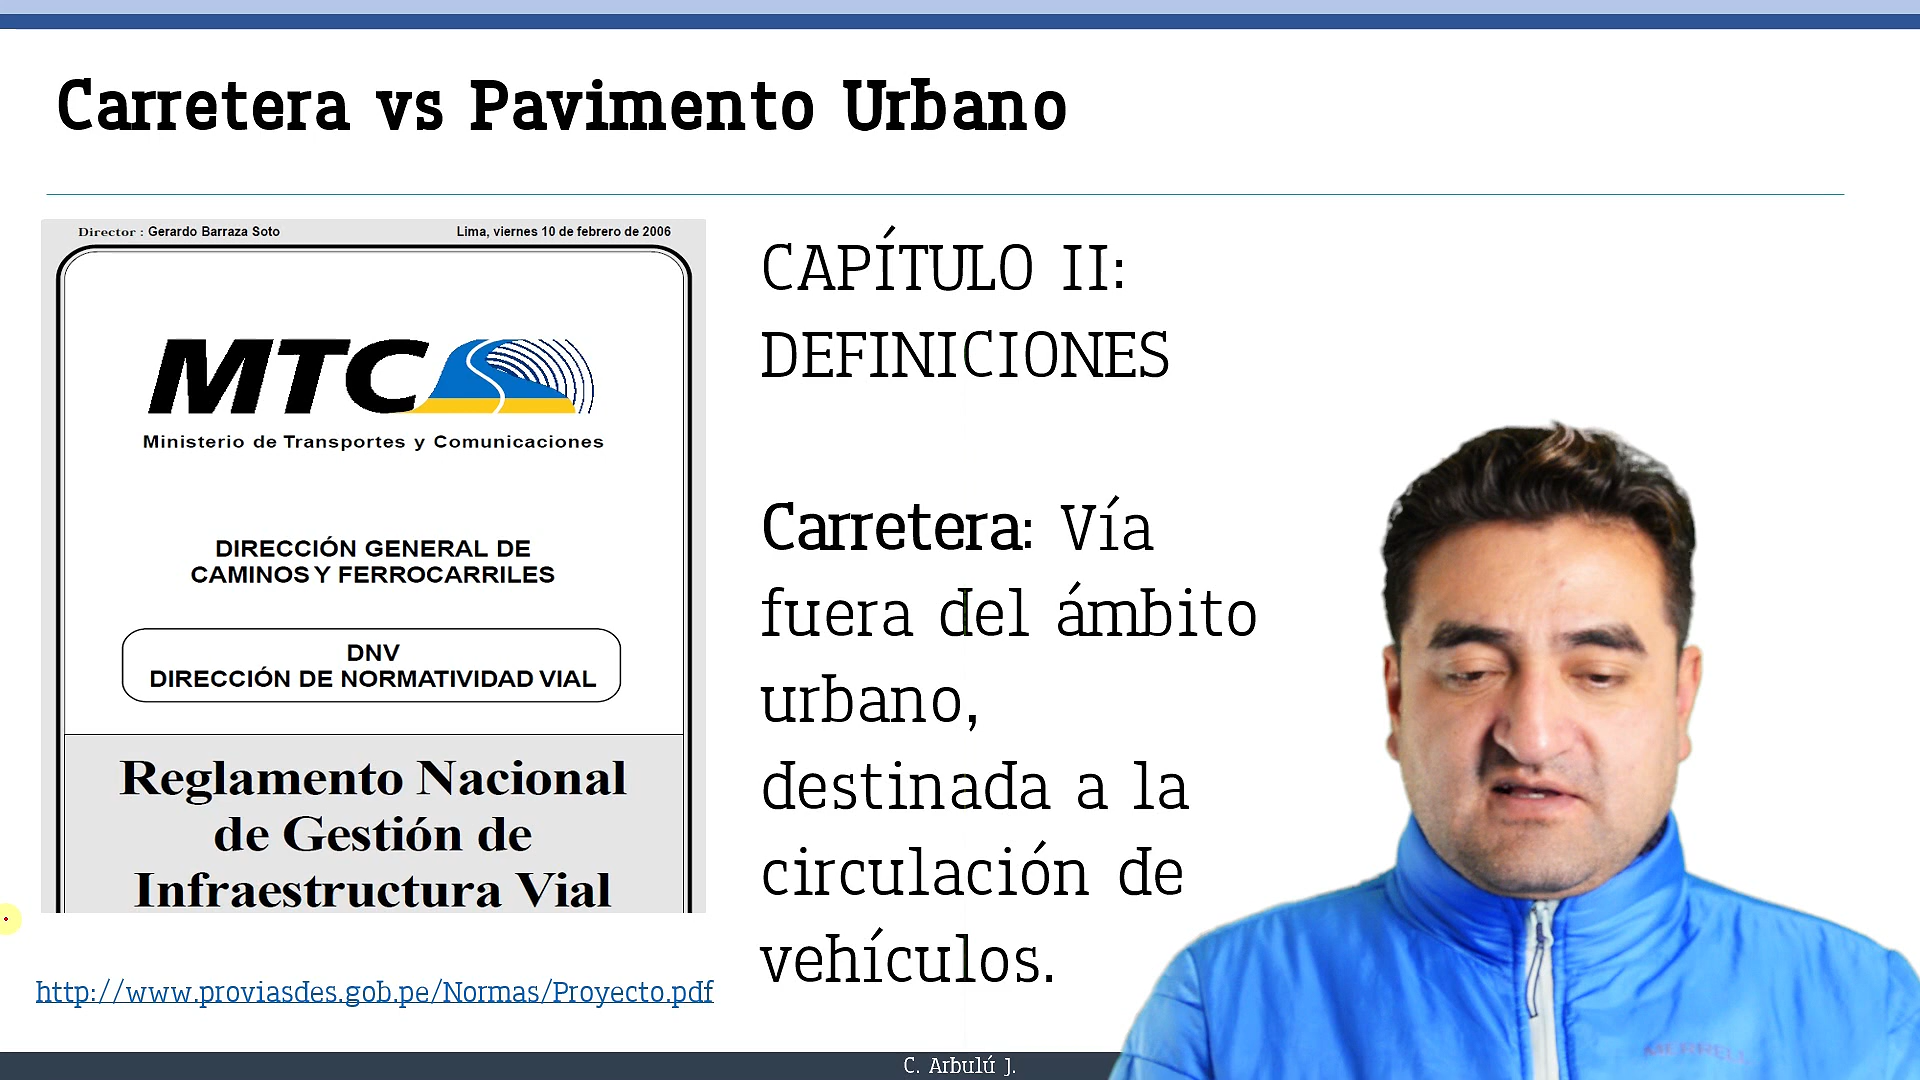 Carretera vs Pavimento Urbano
Director : Gerardo Barraza Soto
Lima, viernes 10 de febrero de 2006
MTC
Ministerio de Transportes y Comunicaciones
DIRECCIÓN GENERAL DE
CAMINOS Y FERROCARRILES
DNV
DIRECCIÓN DE NORMATIVIDAD VIAL
Reglamento Nacional
de Gestión de
Infraestructura Vial
http://www.proviasdes.gob.pe/Normas/Proyecto.pdf
CAPÍTULO II:
DEFINICIONES
Carretera: Vía
fuera del ámbito
urbano,
destinada a la
circulación de
vehículos.
MERRELL
C. Arbulú J.